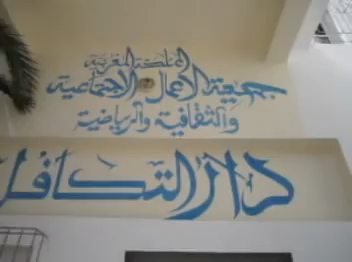 المملكة المغربية
جمعية الاعمال الاجتماعية
والثقافية والرياضية
دار التكافل